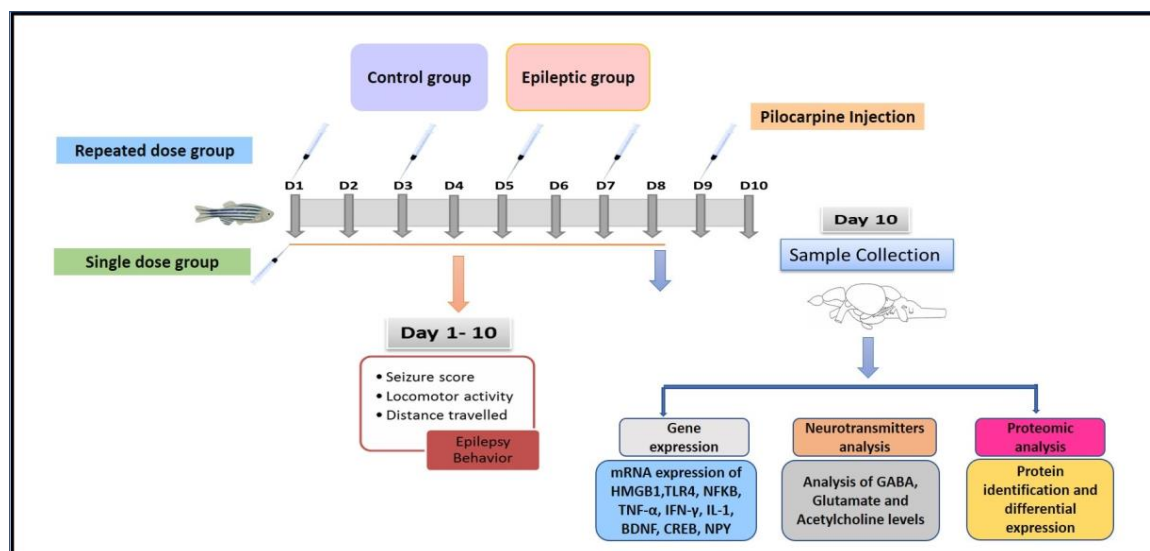 Control group
Epileptic group
Pilocarpine Injection
Repeated dose group
D1 D2 D3 D4 D5 D6 D7 D8 D9 D10
Single dose group
Day 10
Sample Collection
Day 1- 10
• Seizure score
• Locomotor activity
• Distance travelled
Epilepsy
Behavior
Gene
expression
mRNA expression of
HMGB1,TLR4, NFKB,
TNF-α, IFN-γ, IL-1,
BDNF, CREB, NPY
Neurotransmitters
analysis
Analysis of GABA,
Glutamate and
Acetylcholine levels
Proteomic
analysis
Protein
identification and
differential
expression